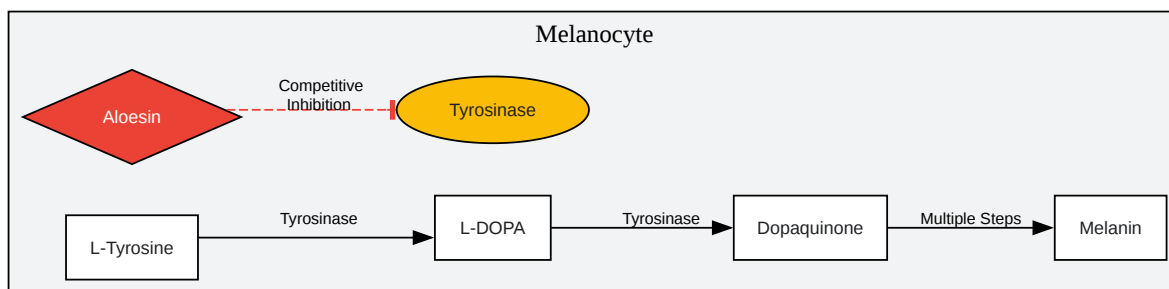 Melanocyte
Competitive
Inhibition
Aloesin
Tyrosinase
Tyrosinase
Tyrosinase
Multiple Steps
L-Tyrosine
L-DOPA
Dopaquinone
Melanin